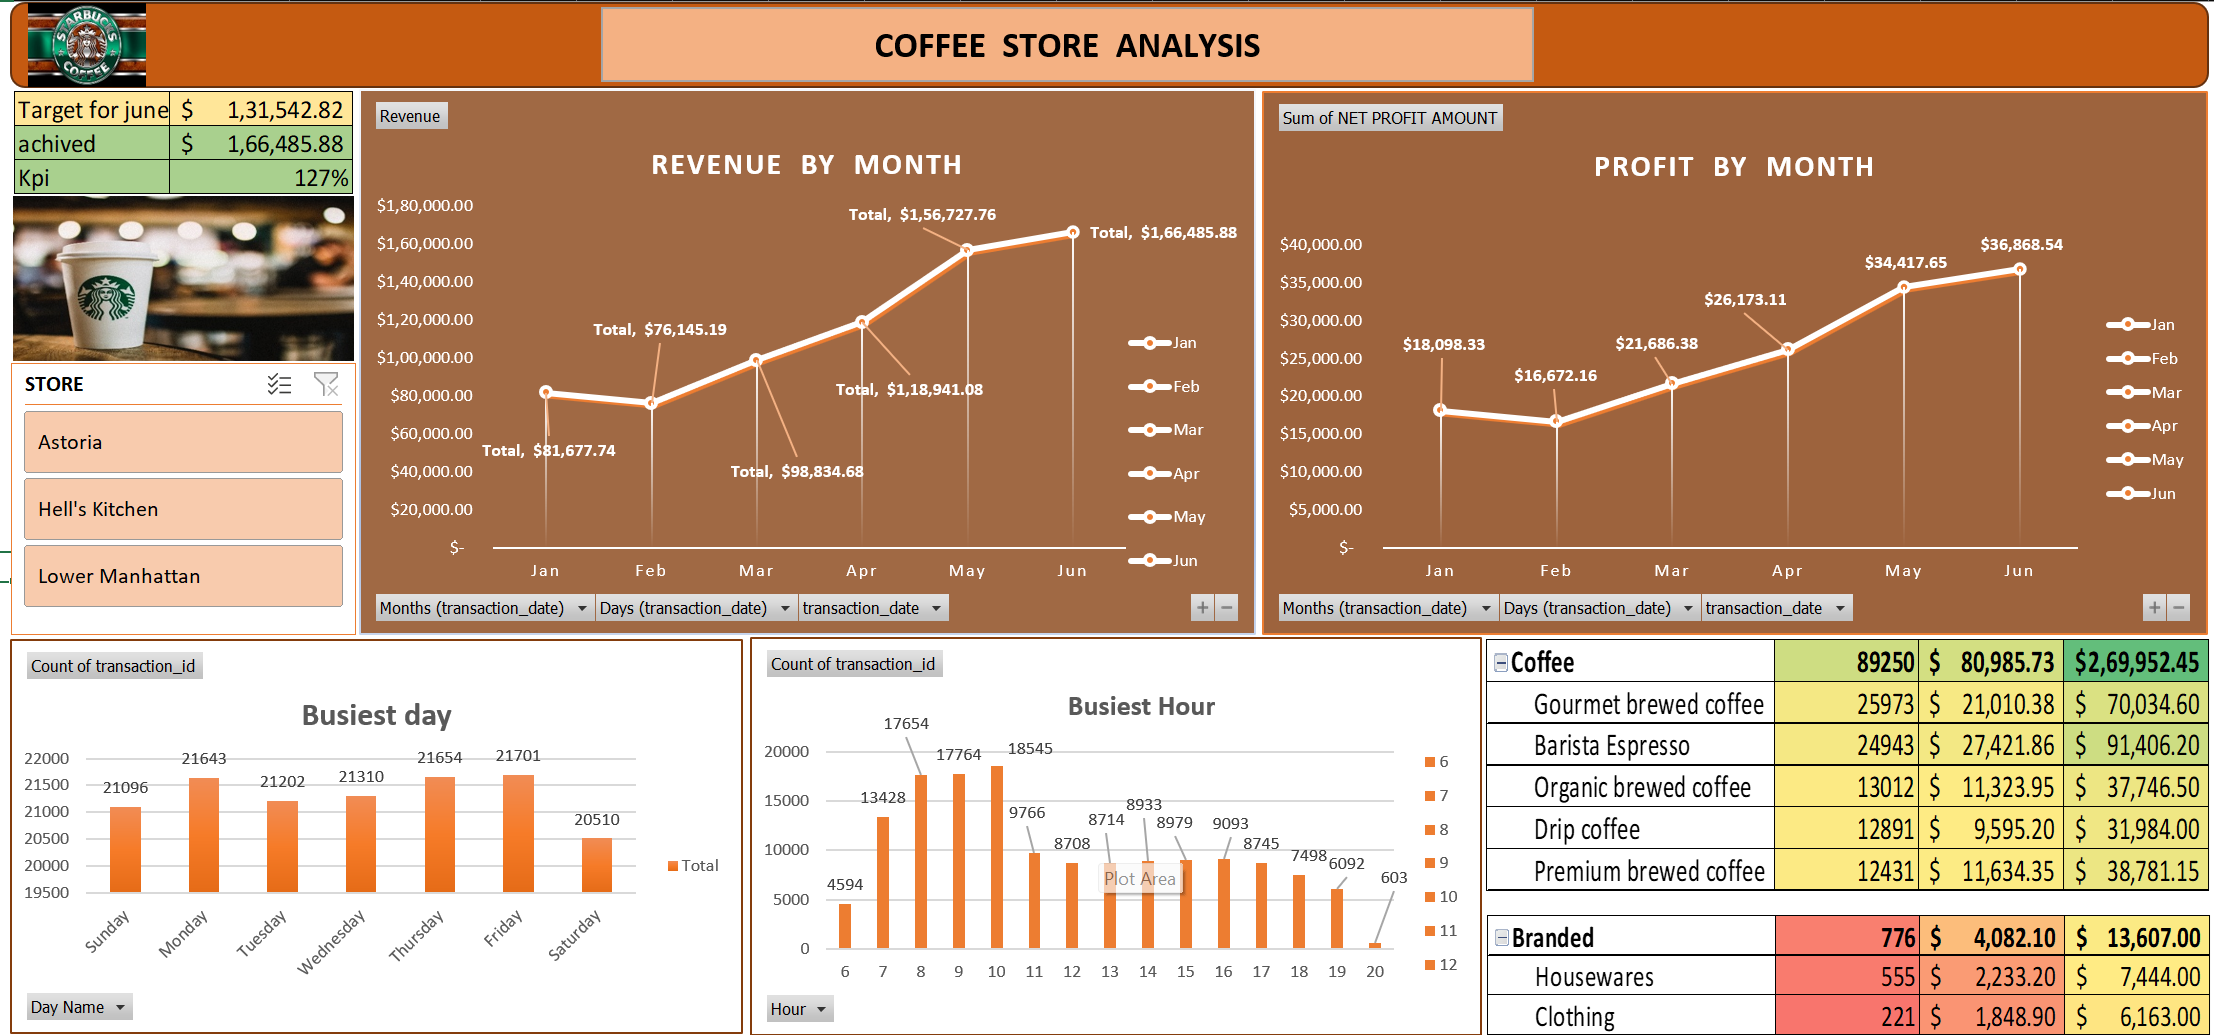 STARBUCKS
COFFEE
COFFEE STORE ANALYSIS
Target for june $ 1,31,542.82
achived $ 1,66,485.88
Kpi 127%
STORE
Astoria
Hell's Kitchen
Lower Manhattan
Revenue
REVENUE BY MONTH
$1,80,000.00
$1,60,000.00
$1,40,000.00
$1,20,000.00
$1,00,000.00
$80,000.00
$60,000.00
$40,000.00
$20,000.00
$-
Total, $81,677.74
Total, $76,145.19
Total, $98,834.68
Total, $1,18,941.08
Total, $1,56,727.76
Total, $1,66,485.88
Jan Feb Mar Apr May Jun
Jan
Feb
Mar
Apr
May
Jun
Months (transaction_date) Days (transaction_date) transaction_date + −
Sum of NET PROFIT AMOUNT
PROFIT BY MONTH
$40,000.00
$35,000.00
$30,000.00
$25,000.00
$20,000.00
$15,000.00
$10,000.00
$5,000.00
$-
$18,098.33
$16,672.16
$21,686.38
$26,173.11
$34,417.65
$36,868.54
Jan Feb Mar Apr May Jun
Jan
Feb
Mar
Apr
May
Jun
Months (transaction_date) Days (transaction_date) transaction_date + −
Count of transaction_id
Busiest day
22000
21500
21000
20500
20000
19500
21096 21643 21202 21310 21654 21701 20510
Sunday Monday Tuesday Wednesday Thursday Friday Saturday
Total
Day Name
Count of transaction_id
Busiest Hour
20000
15000
10000
5000
0
4594 13428 17654 17764 18545 9766 8708 8714 8933 8979 9093 8745 7498 6092 603
Plot Area
6 7 8 9 10 11 12 13 14 15 16 17 18 19 20
6
7
8
9
10
11
12
Hour
Coffee 89250 $ 80,985.73 $2,69,952.45
Gourmet brewed coffee 25973 $ 21,010.38 $ 70,034.60
Barista Espresso 24943 $ 27,421.86 $ 91,406.20
Organic brewed coffee 13012 $ 11,323.95 $ 37,746.50
Drip coffee 12891 $ 9,595.20 $ 31,984.00
Premium brewed coffee 12431 $ 11,634.35 $ 38,781.15
Branded 776 $ 4,082.10 $ 13,607.00
Housewares 555 $ 2,233.20 $ 7,444.00
Clothing 221 $ 1,848.90 $ 6,163.00